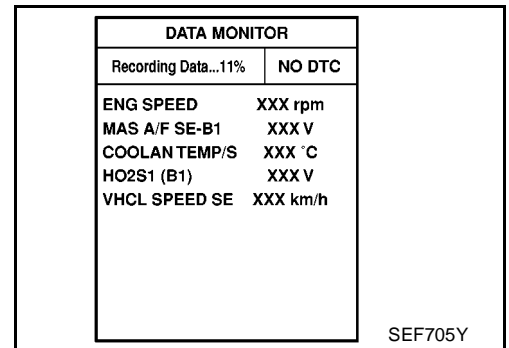 DATA MONITOR
Recording Data...11% NO DTC
ENG SPEED XXX rpm
MAS A/F SE-B1 XXX V
COOLAN TEMP/S XXX °C
HO2S1 (B1) XXX V
VHCL SPEED SE XXX km/h
SEF705Y